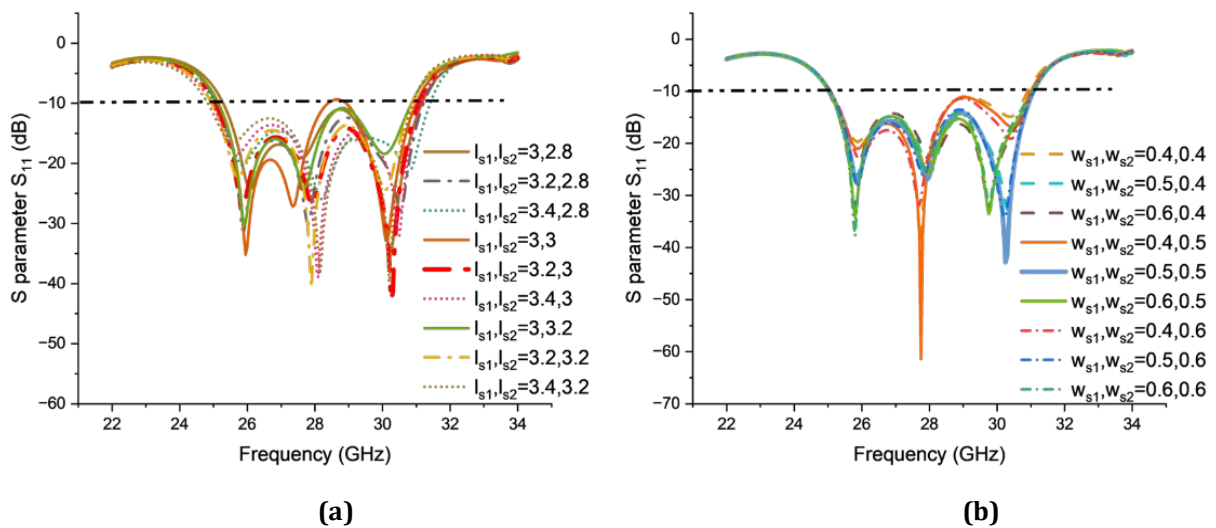 S parameter S11 (dB)
0
−10
−20
−30
−40
−50
−60
22 24 26 28 30 32 34
Frequency (GHz)
ls1,ls2=3,2.8
ls1,ls2=3.2,2.8
ls1,ls2=3.4,2.8
ls1,ls2=3,3
ls1,ls2=3.2,3
ls1,ls2=3.4,3
ls1,ls2=3,3.2
ls1,ls2=3.2,3.2
ls1,ls2=3.4,3.2
(a)
S parameter S11 (dB)
0
−10
−20
−30
−40
−50
−60
−70
22 24 26 28 30 32 34
Frequency (GHz)
ws1,ws2=0.4,0.4
ws1,ws2=0.5,0.4
ws1,ws2=0.6,0.4
ws1,ws2=0.4,0.5
ws1,ws2=0.5,0.5
ws1,ws2=0.6,0.5
ws1,ws2=0.4,0.6
ws1,ws2=0.5,0.6
ws1,ws2=0.6,0.6
(b)